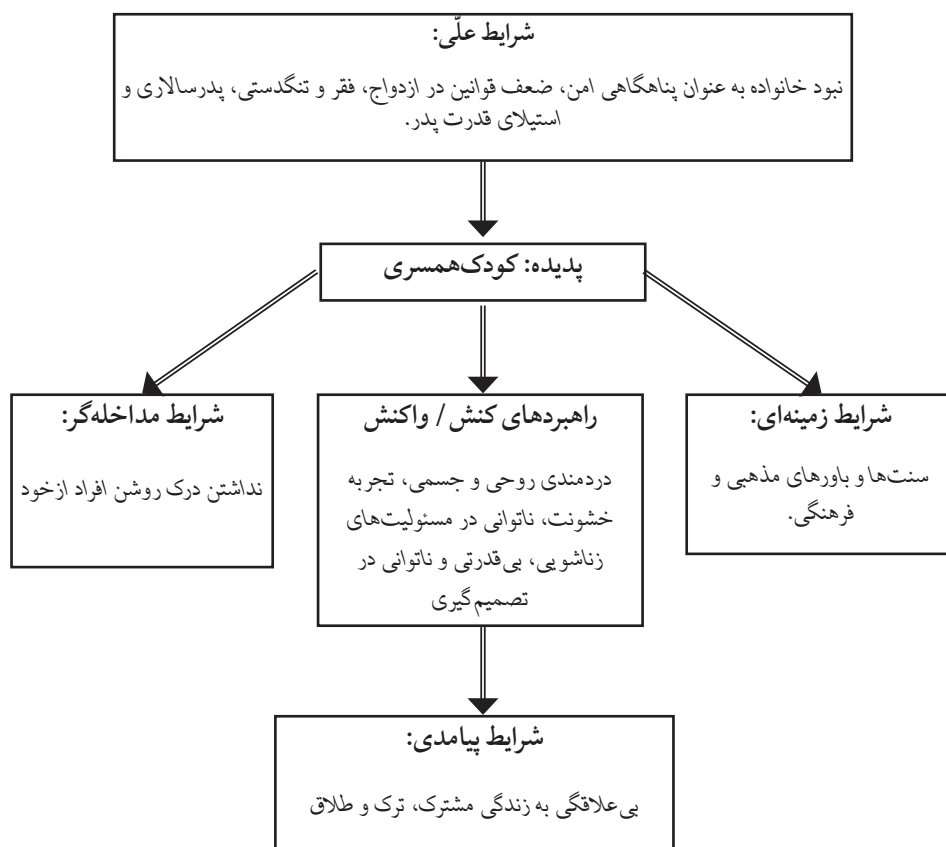 شرایط علّی:
نبود خانواده به عنوان پناهگاهی امن، ضعف قوانین در ازدواج، فقر و تنگدستی، پدرسالاری و
استیلای قدرت پدر.
پدیده: کودک‌همسری
شرایط زمینه‌ای:
سنت‌ها و باورهای مذهبی و
فرهنگی.
راهبردهای کنش / واکنش
دردمندی روحی و جسمی، تجربه
خشونت، ناتوانی در مسئولیت‌های
زناشویی، بی‌قدرتی و ناتوانی در
تصمیم‌گیری
شرایط مداخله‌گر:
نداشتن درک روشن افراد ازخود
شرایط پیامدی:
بی‌علاقگی به زندگی مشترک، ترک و طلاق